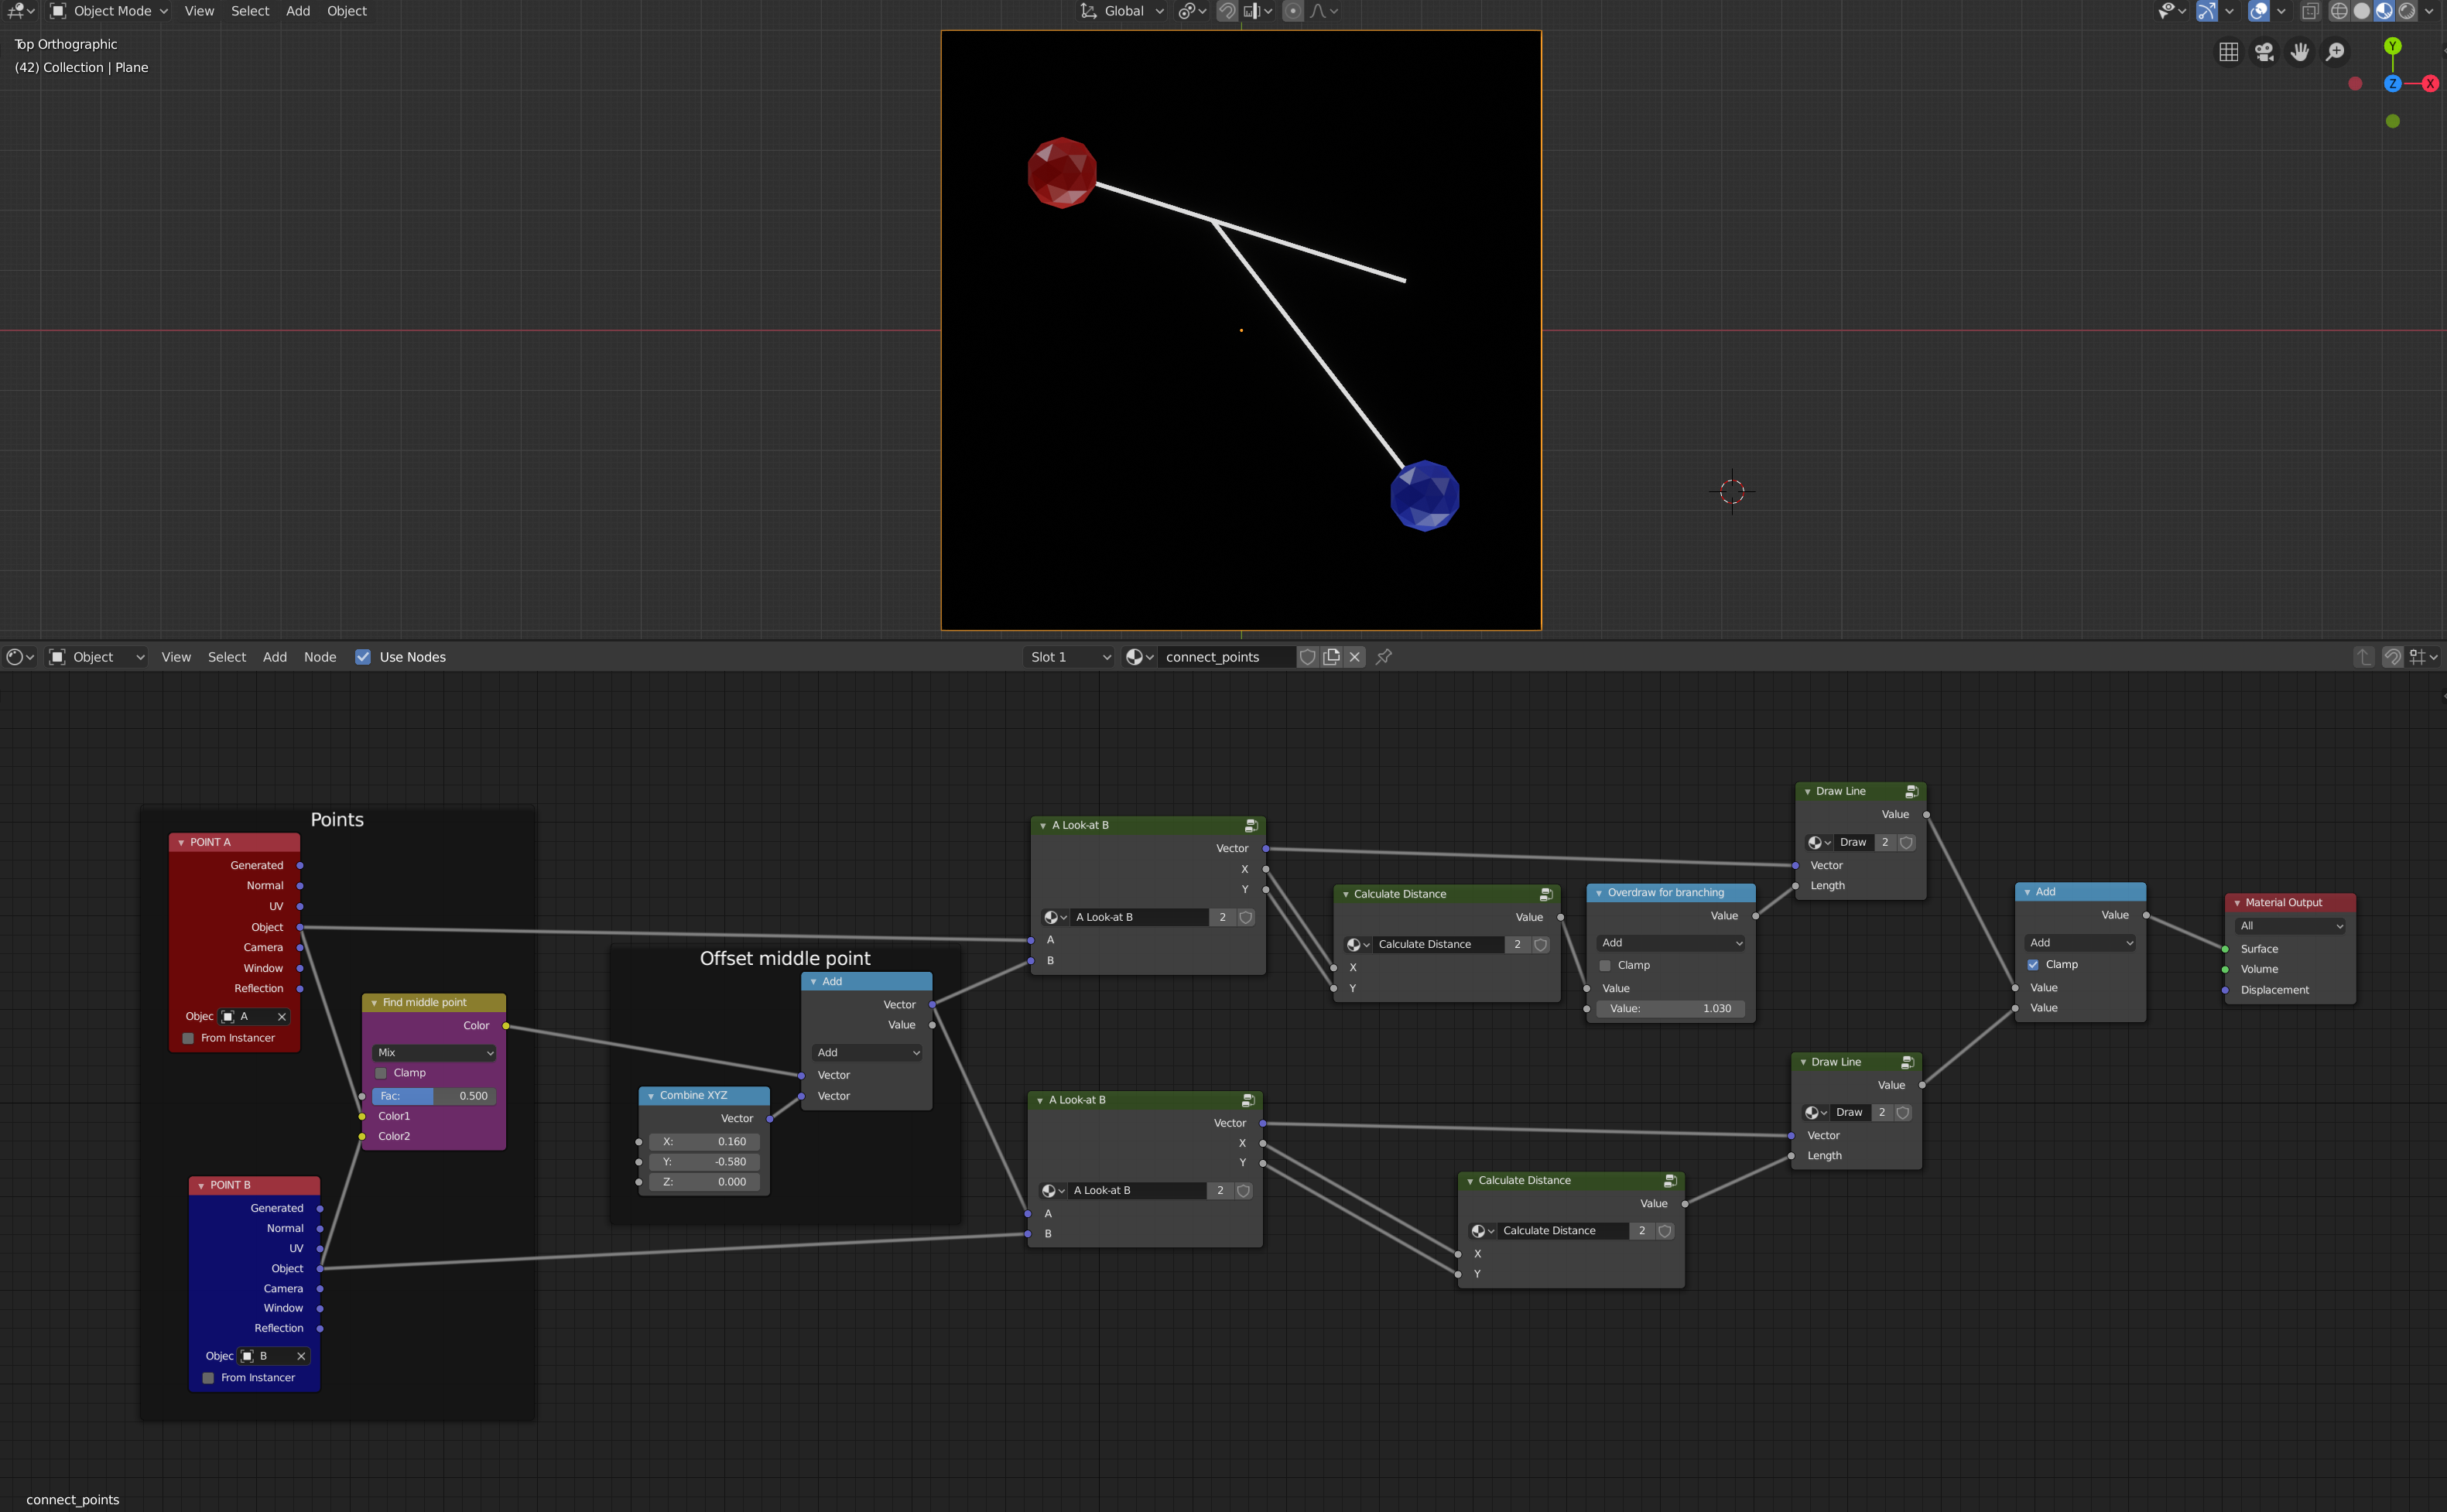 Object Mode View Select Add Object Global
Top Orthographic
(42) Collection | Plane
Y
Z X
Object View Select Add Node Use Nodes Slot 1 connect_points
Points
POINT A
Generated
Normal
UV
Object
Camera
Window
Reflection
Objec A
From Instancer
Find middle point
Color
Mix
Clamp
Fac: 0.500
Color1
Color2
POINT B
Generated
Normal
UV
Object
Camera
Window
Reflection
Objec B
From Instancer
Offset middle point
Add
Vector
Value
Add
Vector
Vector
Combine XYZ
Vector
X: 0.160
Y: -0.580
Z: 0.000
A Look-at B
Vector
X
Y
A Look-at B 2
A
B
A Look-at B
Vector
X
Y
A Look-at B 2
A
B
Calculate Distance
Value
Calculate Distance 2
X
Y
Overdraw for branching
Value
Add
Clamp
Value
Value: 1.030
Calculate Distance
Value
Calculate Distance 2
X
Y
Draw Line
Value
Draw 2
Vector
Length
Draw Line
Value
Draw 2
Vector
Length
Add
Value
Add
Clamp
Value
Value
Material Output
All
Surface
Volume
Displacement
connect_points